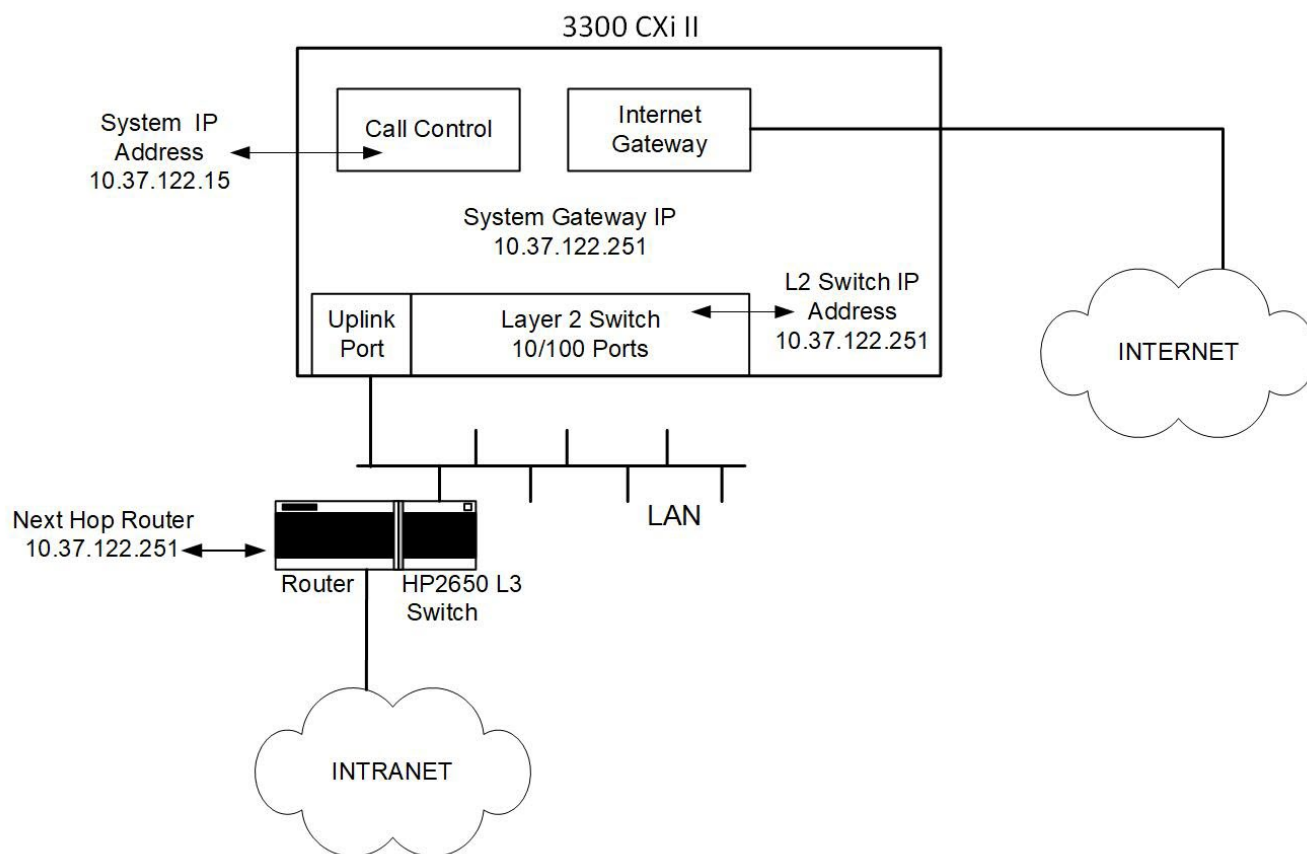 3300 CXi II
System IP
Address
10.37.122.15
Call Control
Internet
Gateway
System Gateway IP
10.37.122.251
L2 Switch IP
Address
10.37.122.251
Uplink
Port
Layer 2 Switch
10/100 Ports
INTERNET
LAN
Next Hop Router
10.37.122.251
Router
HP2650 L3
Switch
INTRANET